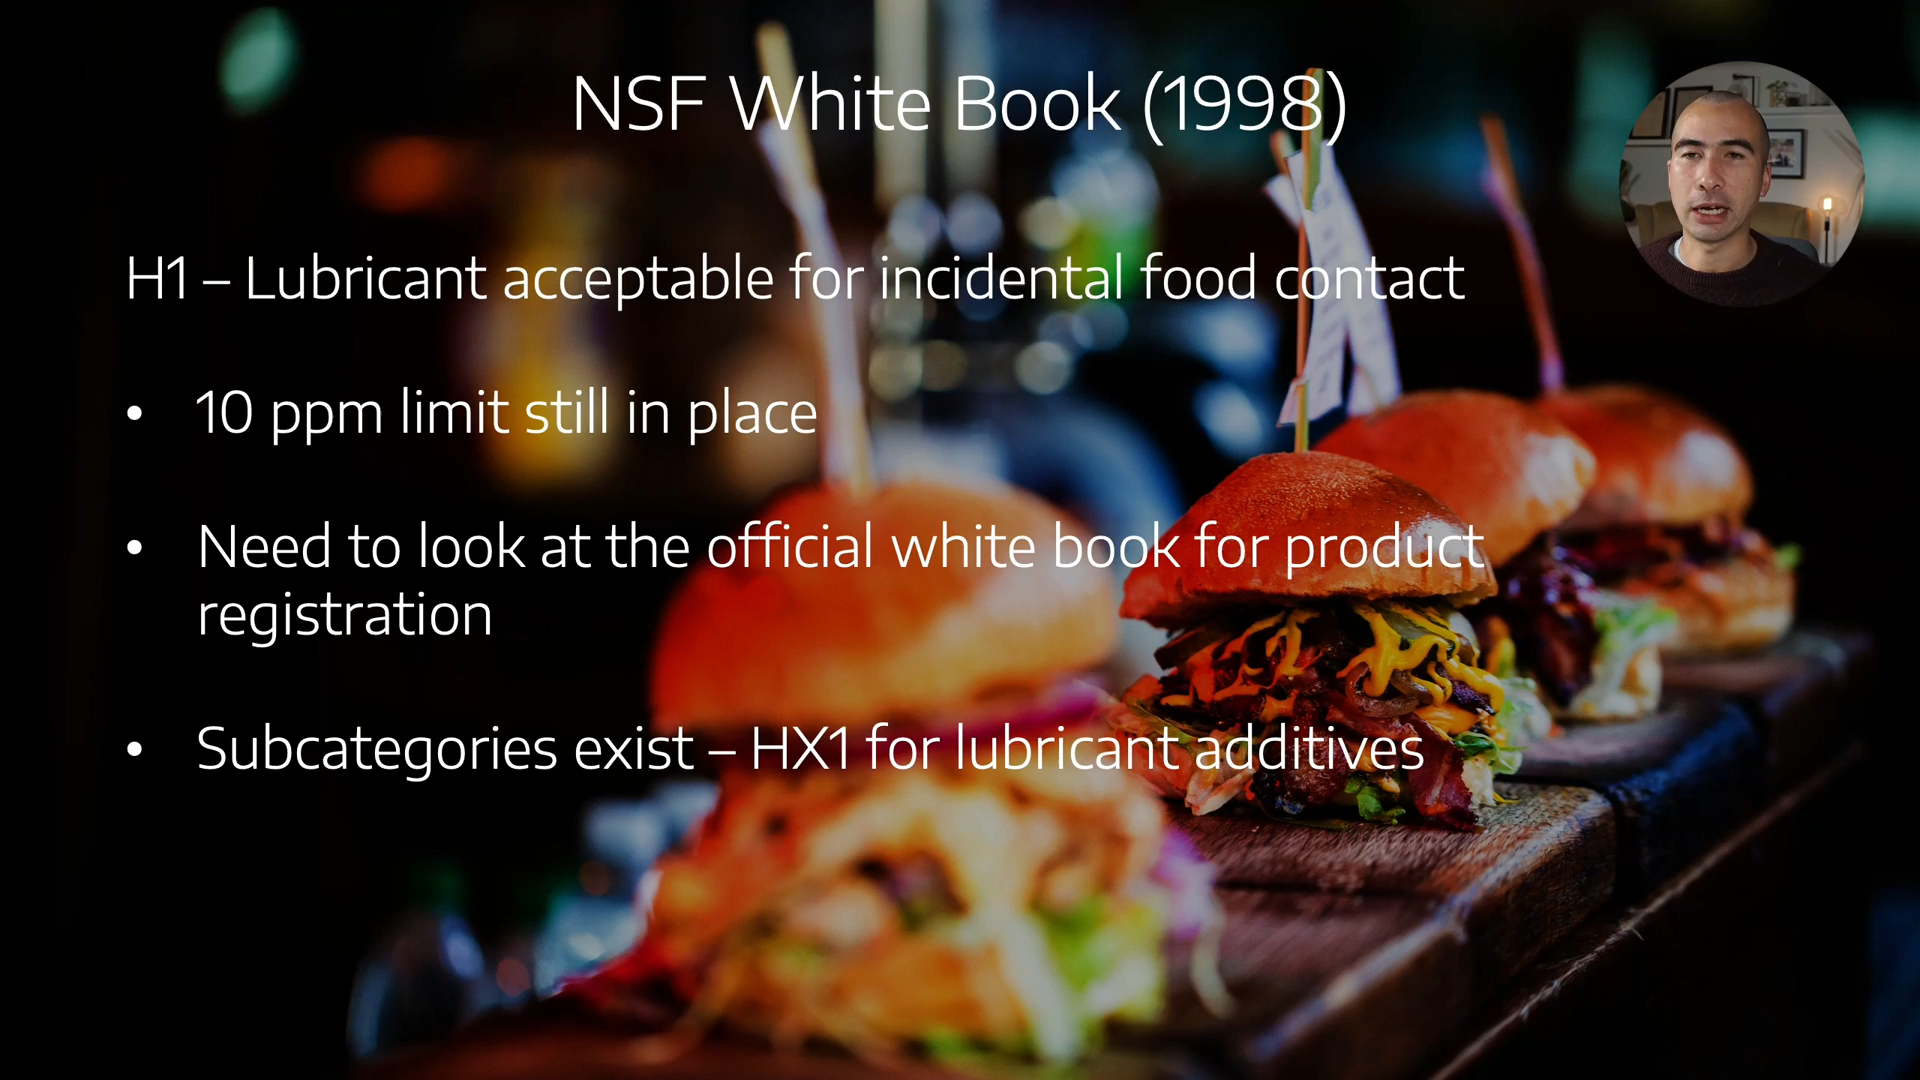 NSF White Book (1998)
H1 – Lubricant acceptable for incidental food contact
• 10 ppm limit still in place
• Need to look at the official white book for product
registration
• Subcategories exist – HX1 for lubricant additives